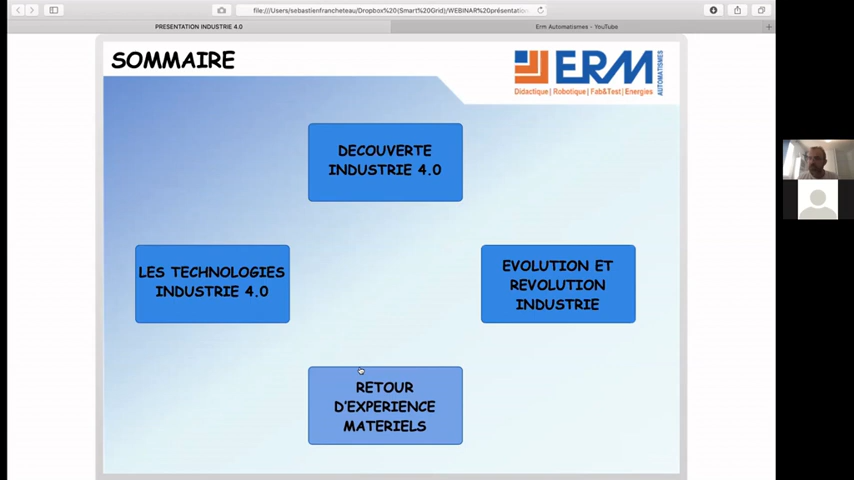 file:///Users/sebastienfrancheteau/Dropbox%20(Smart%20Grid)/WEBINAR%20présentation
PRESENTATION INDUSTRIE 4.0
Erm Automatismes - YouTube
SOMMAIRE
ERM
AUTOMATISMES
Didactique| Robotique| Fab&Test| Energies
DECOUVERTE
INDUSTRIE 4.0
LES TECHNOLOGIES
INDUSTRIE 4.0
EVOLUTION ET
REVOLUTION
INDUSTRIE
RETOUR
D'EXPERIENCE
MATERIELS